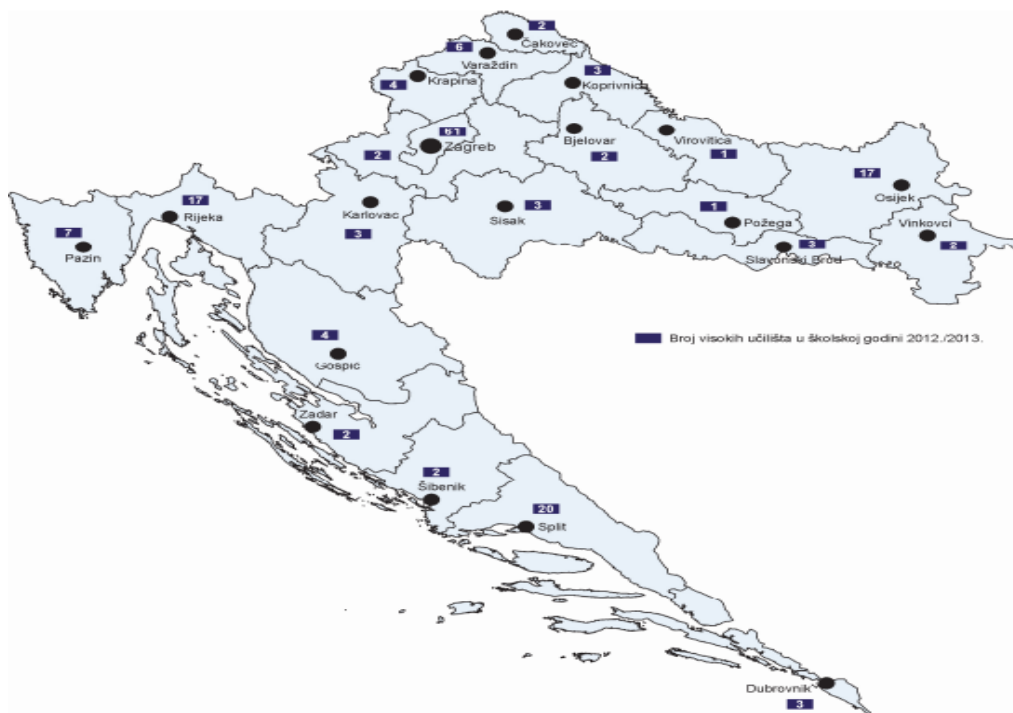 2
Čakovec
6
Varaždin
4
Krapina
3
Koprivnica
61
Zagreb
2
Bjelovar
2
Virovitica
1
17
Osijek
17
Rijeka
Karlovac
3
Sisak
3
1
Požega
Vinkovci
2
7
Pazin
3
Slavonski Brod
4
Gospić
Broj visokih učilišta u školskoj godini 2012./2013.
Zadar
2
2
Šibenik
20
Split
Dubrovnik
3